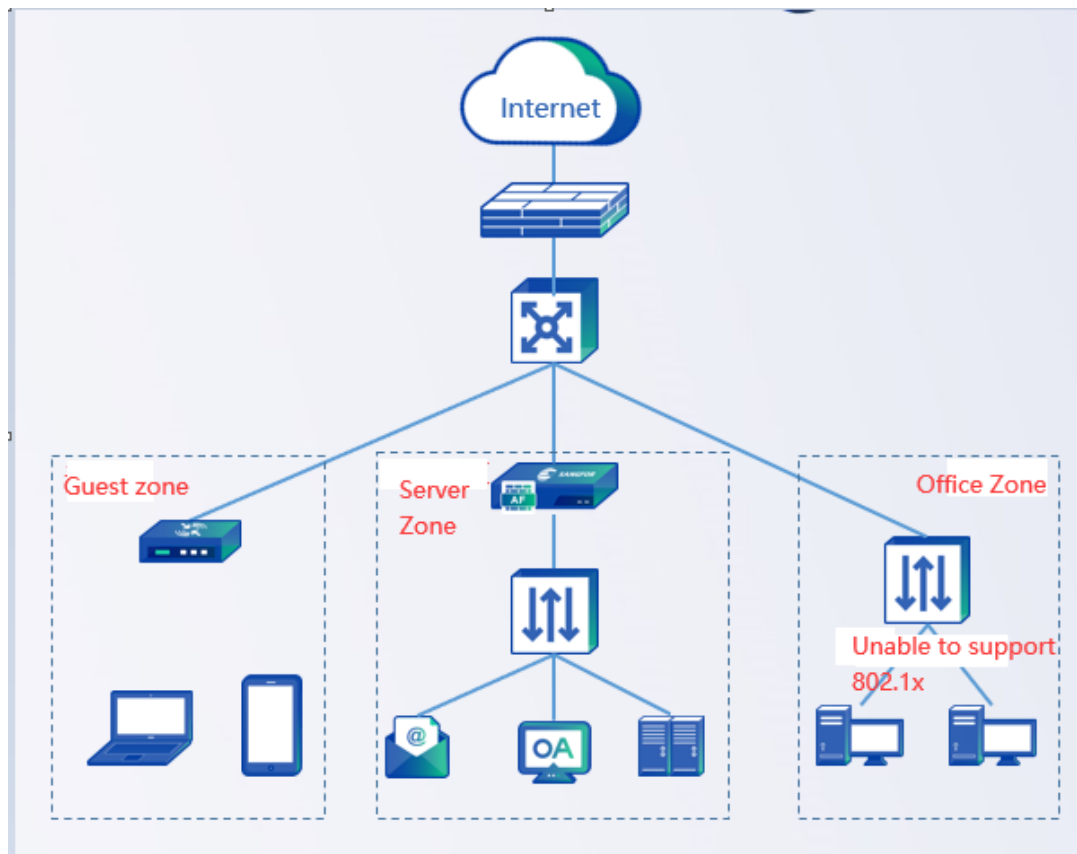 Internet
Guest zone
Server
Zone
SANGFOR
AF
Office Zone
Unable to support
802.1x
@
OA